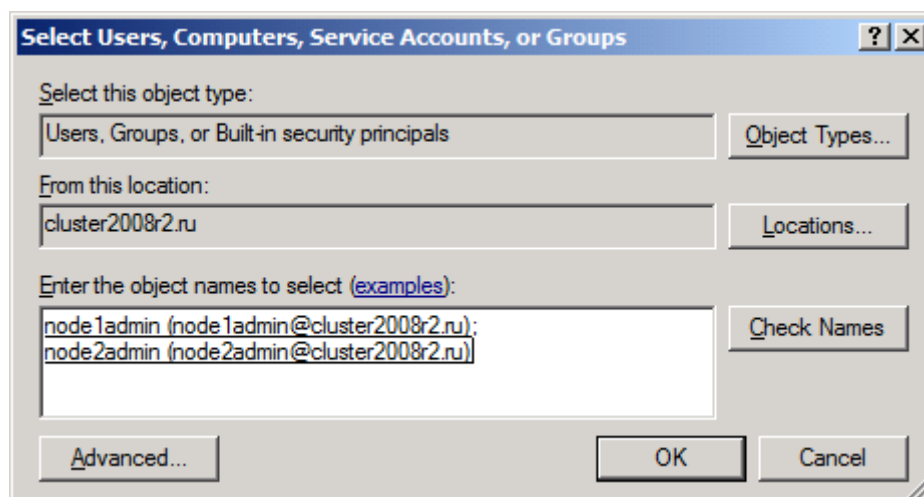 Select Users, Computers, Service Accounts, or Groups
Select this object type:
Users, Groups, or Built-in security principals
Object Types...
From this location:
cluster2008r2.ru
Locations...
Enter the object names to select (examples):
node1admin (node1admin@cluster2008r2.ru);
node2admin (node2admin@cluster2008r2.ru)
Check Names
Advanced...
OK
Cancel